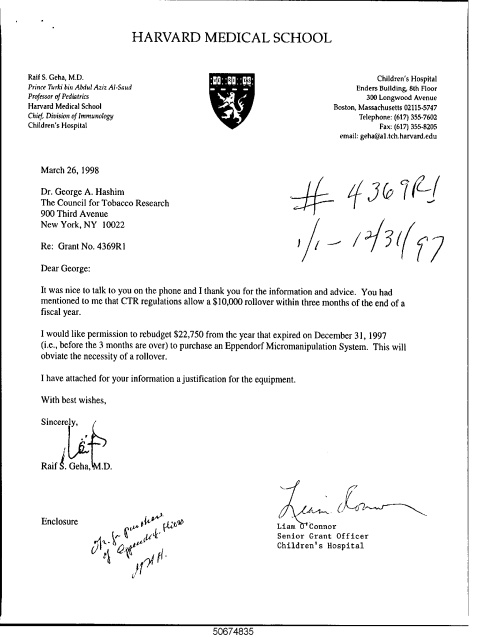 HARVARD MEDICAL SCHOOL
Raif S. Geha, M.D.
Prince Turki bin Abdul Aziz Al-Saud
Professor of Pediatrics
Harvard Medical School
Chief, Division of Immunology
Children's Hospital
Children's Hospital
Enders Building, 8th Floor
300 Longwood Avenue
Boston, Massachusetts 02115-5747
Telephone: (617) 355-7602
Fax: (617) 355-8205
email: geha@a1.tch.harvard.edu
March 26, 1998
Dr. George A. Hashim
The Council for Tobacco Research
900 Third Avenue
New York, NY 10022
# 4369R1
1/1 - 12/31/97
Re: Grant No. 4369R1
Dear George:
It was nice to talk to you on the phone and I thank you for the information and advice. You had
mentioned to me that CTR regulations allow a $10,000 rollover within three months of the end of a
fiscal year.
I would like permission to rebudget $22,750 from the year that expired on December 31, 1997
(i.e., before the 3 months are over) to purchase an Eppendorf Micromanipulation System. This will
obviate the necessity of a rollover.
I have attached for your information a justification for the equipment.
With best wishes,
Sincerely,
Raif S. Geha, M.D.
Enclosure
for purchase
of Eppendorf
Liam O'Connor
Liam O'Connor
Senior Grant Officer
Children's Hospital
50674835